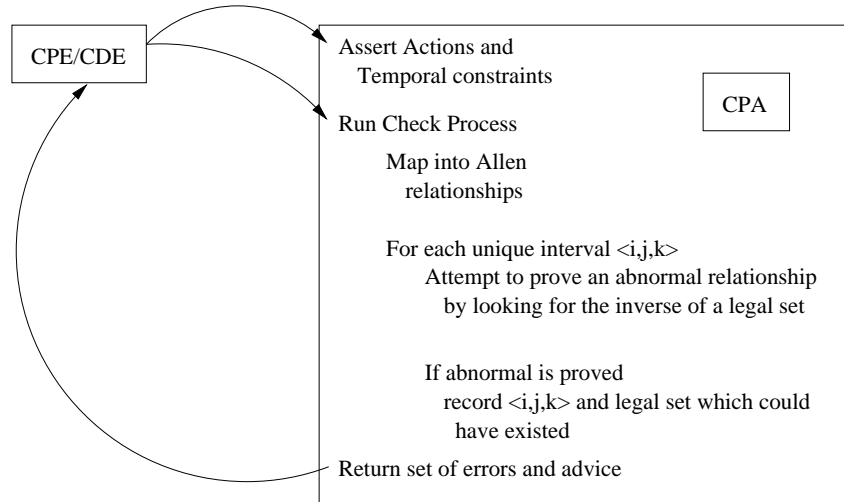 CPE/CDE
Assert Actions and
Temporal constraints
CPA
Run Check Process
Map into Allen
relationships
For each unique interval <i,j,k>
Attempt to prove an abnormal relationship
by looking for the inverse of a legal set
If abnormal is proved
record <i,j,k> and legal set which could
have existed
Return set of errors and advice